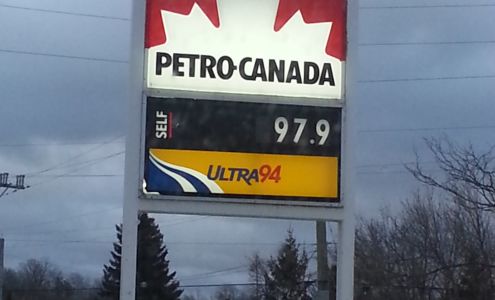 PETRO-CANADA
SELF 97.9
ULTRA94